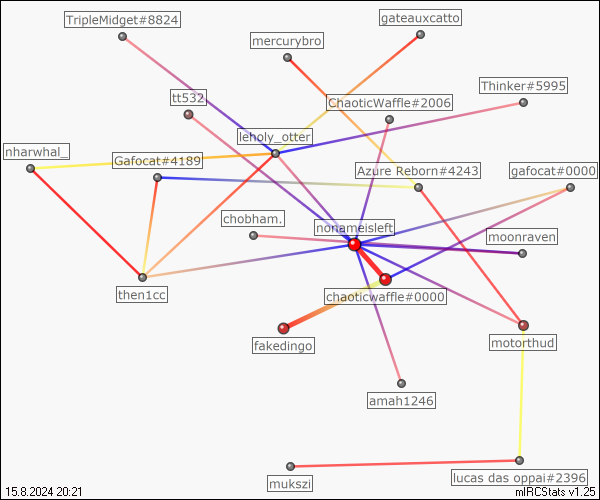 TripleMidget#8824
gateauxcatto
mercurybro
Thinker#5995
tt532
ChaoticWaffle#2006
leholy_otter
nharwhal_
Gafocat#4189
Azure Reborn#4243
gafocat#0000
chobham.
nonameisleft
moonraven
then1cc
chaoticwaffle#0000
fakedingo
motorthud
amah1246
mukszi
lucas das oppai#2396
15.8.2024 20:21
mIRCStats v1.25